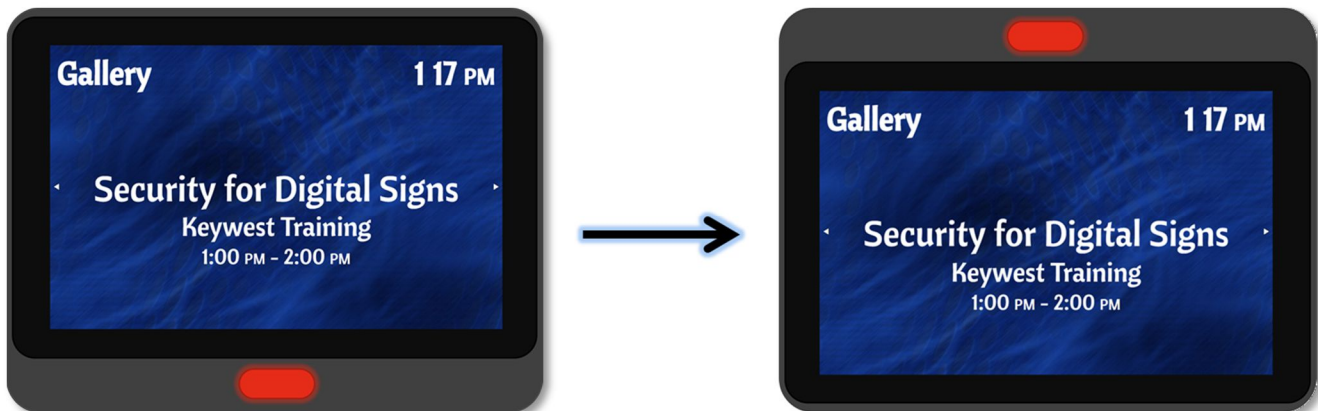 Gallery 1 17 PM
Security for Digital Signs
Keywest Training
1:00 PM – 2:00 PM
Gallery 1 17 PM
Security for Digital Signs
Keywest Training
1:00 PM – 2:00 PM